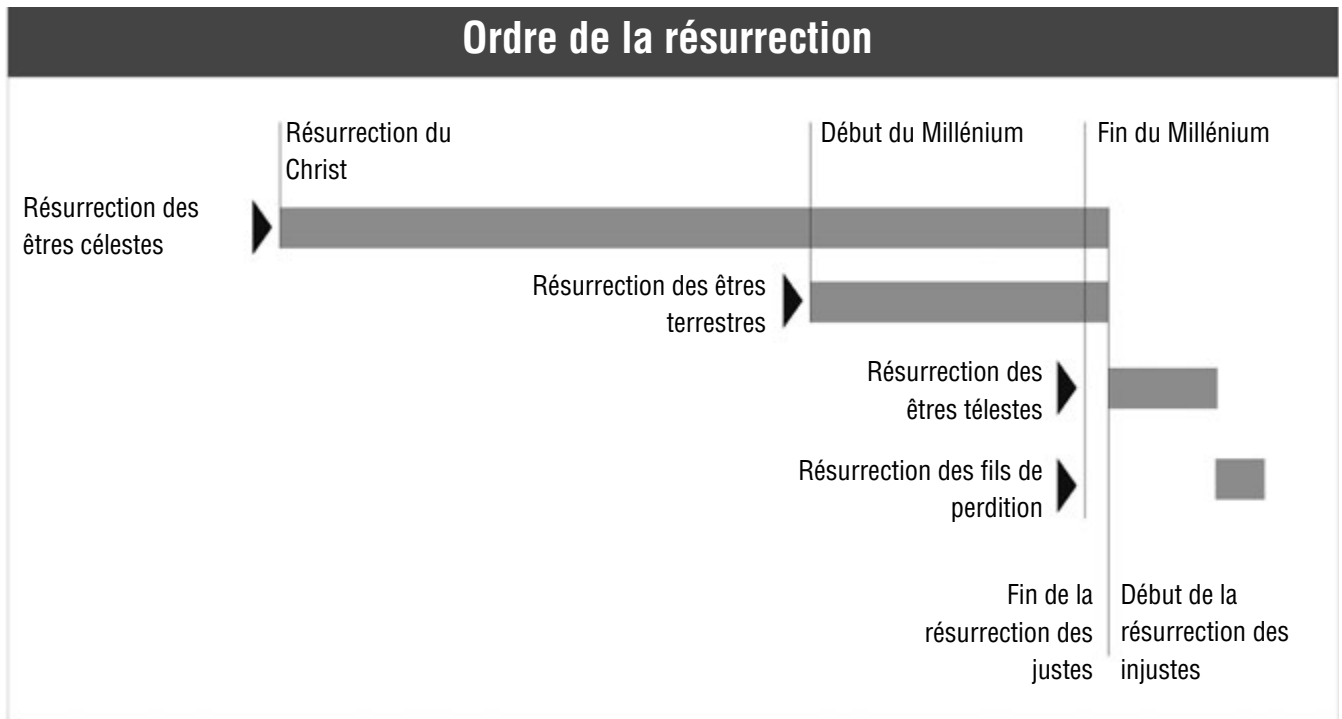 Ordre de la résurrection
Résurrection du
Christ
Début du Millénium
Fin du Millénium
Résurrection des
êtres célestes
Résurrection des êtres
terrestres
Résurrection des
êtres télestes
Résurrection des fils de
perdition
Fin de la
résurrection des
justes
Début de la
résurrection des
injustes